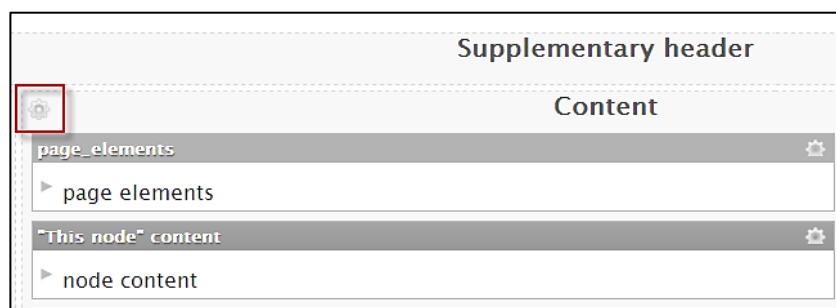 Supplementary header
Content
page_elements
page elements
"This node" content
node content